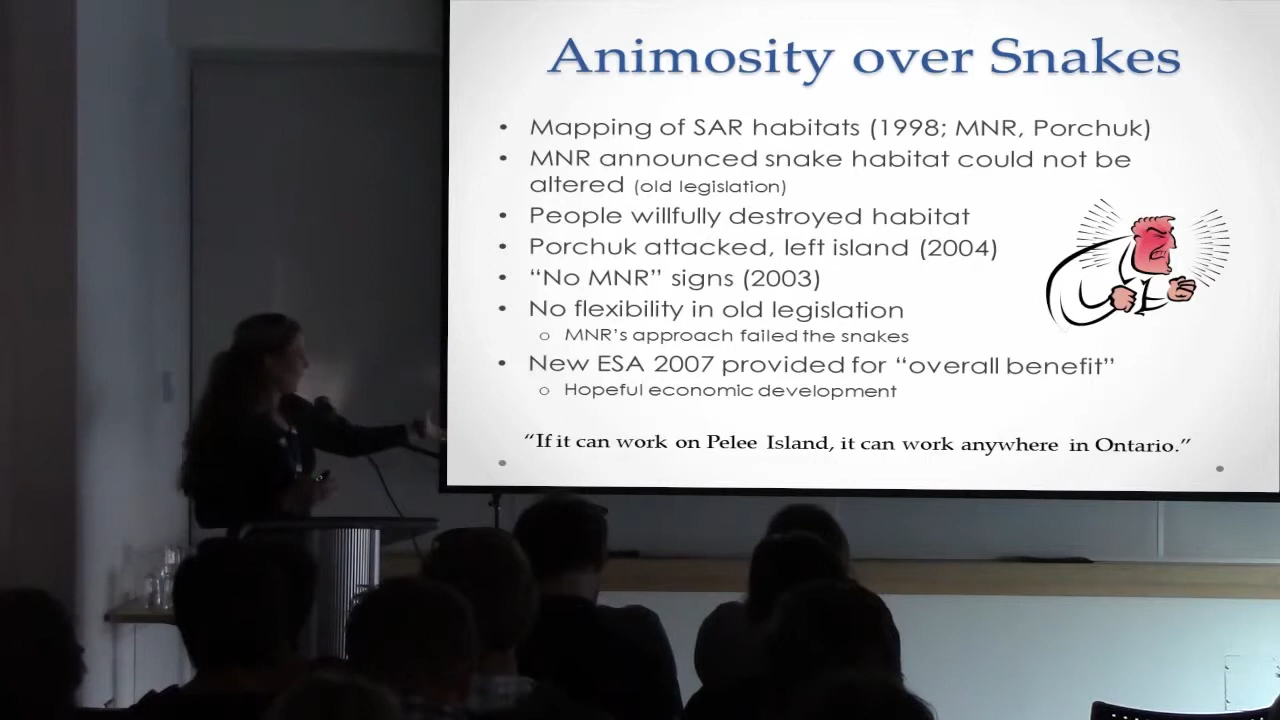 Animosity over Snakes
• Mapping of SAR habitats (1998; MNR, Porchuk)
• MNR announced snake habitat could not be
altered (old legislation)
• People willfully destroyed habitat
• Porchuk attacked, left island (2004)
• “No MNR” signs (2003)
• No flexibility in old legislation
o MNR’s approach failed the snakes
• New ESA 2007 provided for “overall benefit”
o Hopeful economic development
“If it can work on Pelee Island, it can work anywhere in Ontario.”